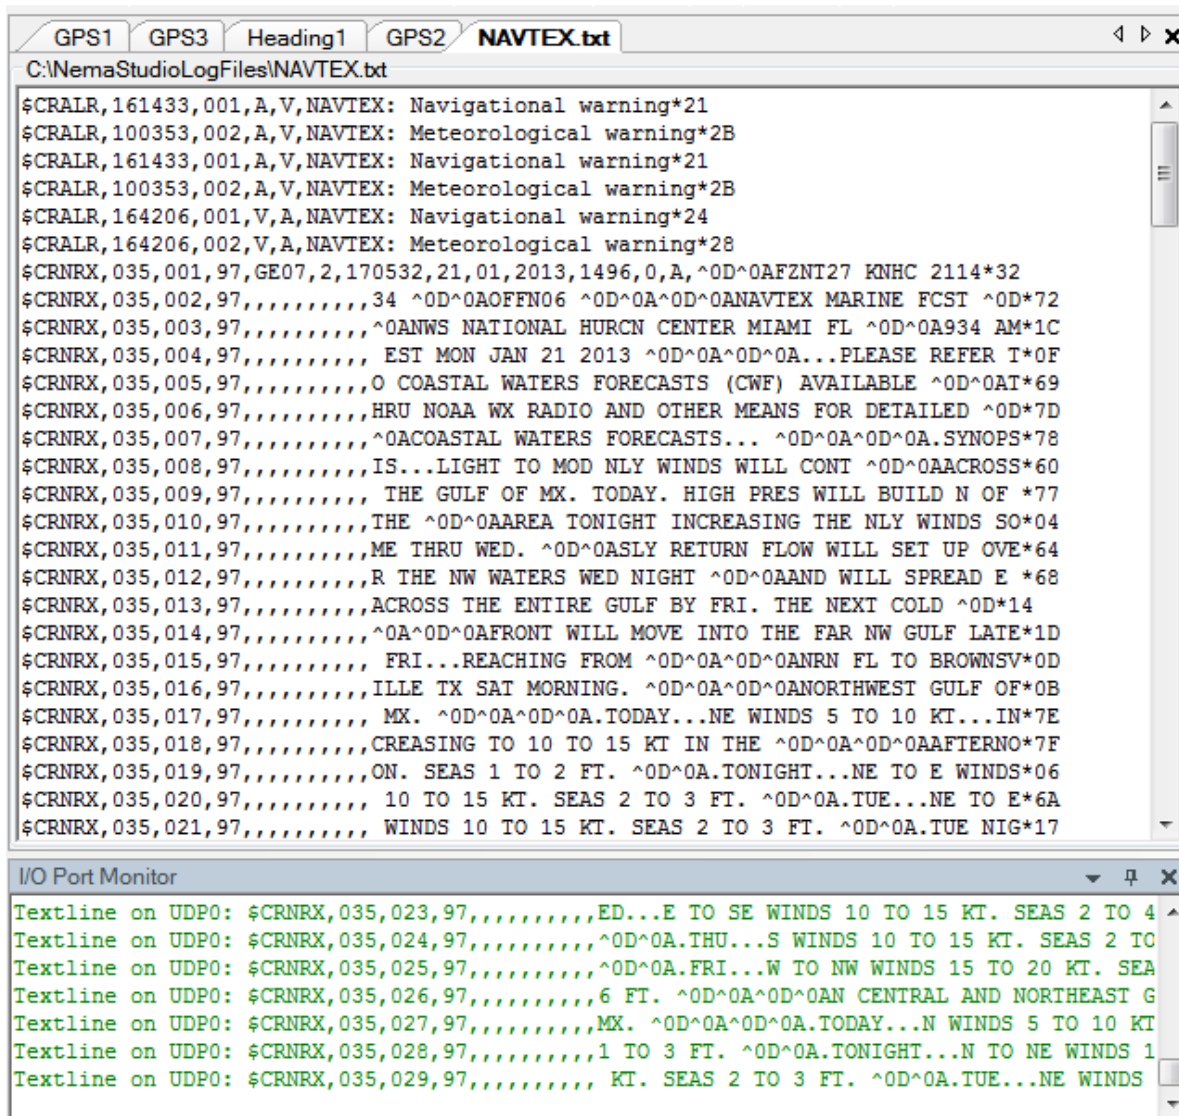 GPS1 GPS3 Heading1 GPS2 NAVTEX.txt
C:\NemaStudioLogFiles\NAVTEX.txt
$CRALR,161433,001,A,V,NAVTEX: Navigational warning*21
$CRALR,100353,002,A,V,NAVTEX: Meteorological warning*2B
$CRALR,161433,001,A,V,NAVTEX: Navigational warning*21
$CRALR,100353,002,A,V,NAVTEX: Meteorological warning*2B
$CRALR,164206,001,V,A,NAVTEX: Navigational warning*24
$CRALR,164206,002,V,A,NAVTEX: Meteorological warning*28
$CRNRX,035,001,97,GE07,2,170532,21,01,2013,1496,0,A,^0D^0AFZNT27 KNHC 2114*32
$CRNRX,035,002,97,,,,,,,,,,34 ^0D^0AOFFN06 ^0D^0A^0D^0ANAVTEX MARINE FCST ^0D*72
$CRNRX,035,003,97,,,,,,,,,,^0ANWS NATIONAL HURCN CENTER MIAMI FL ^0D^0A934 AM*1C
$CRNRX,035,004,97,,,,,,,,,, EST MON JAN 21 2013 ^0D^0A^0D^0A...PLEASE REFER T*0F
$CRNRX,035,005,97,,,,,,,,,,O COASTAL WATERS FORECASTS (CWF) AVAILABLE ^0D^0AT*69
$CRNRX,035,006,97,,,,,,,,,,HRU NOAA WX RADIO AND OTHER MEANS FOR DETAILED ^0D*7D
$CRNRX,035,007,97,,,,,,,,,,^0ACOASTAL WATERS FORECASTS... ^0D^0A^0D^0A.SYNOPS*78
$CRNRX,035,008,97,,,,,,,,,,IS...LIGHT TO MOD NLY WINDS WILL CONT ^0D^0AACROSS*60
$CRNRX,035,009,97,,,,,,,,,, THE GULF OF MX. TODAY. HIGH PRES WILL BUILD N OF *77
$CRNRX,035,010,97,,,,,,,,,,THE ^0D^0AAREA TONIGHT INCREASING THE NLY WINDS SO*04
$CRNRX,035,011,97,,,,,,,,,,ME THRU WED. ^0D^0ASLY RETURN FLOW WILL SET UP OVE*64
$CRNRX,035,012,97,,,,,,,,,,R THE NW WATERS WED NIGHT ^0D^0AAND WILL SPREAD E *68
$CRNRX,035,013,97,,,,,,,,,,ACROSS THE ENTIRE GULF BY FRI. THE NEXT COLD ^0D*14
$CRNRX,035,014,97,,,,,,,,,,^0A^0D^0AFRONT WILL MOVE INTO THE FAR NW GULF LATE*1D
$CRNRX,035,015,97,,,,,,,,,, FRI...REACHING FROM ^0D^0A^0D^0ANRN FL TO BROWNSV*0D
$CRNRX,035,016,97,,,,,,,,,,ILLE TX SAT MORNING. ^0D^0A^0D^0ANORTHWEST GULF OF*0B
$CRNRX,035,017,97,,,,,,,,,, MX. ^0D^0A^0D^0A.TODAY...NE WINDS 5 TO 10 KT...IN*7E
$CRNRX,035,018,97,,,,,,,,,,CREASING TO 10 TO 15 KT IN THE ^0D^0A^0D^0AAFTERNO*7F
$CRNRX,035,019,97,,,,,,,,,,ON. SEAS 1 TO 2 FT. ^0D^0A.TONIGHT...NE TO E WINDS*06
$CRNRX,035,020,97,,,,,,,,,, 10 TO 15 KT. SEAS 2 TO 3 FT. ^0D^0A.TUE...NE TO E*6A
$CRNRX,035,021,97,,,,,,,,,, WINDS 10 TO 15 KT. SEAS 2 TO 3 FT. ^0D^0A.TUE NIG*17
I/O Port Monitor
Textline on UDP0: $CRNRX,035,023,97,,,,,,,,,,ED...E TO SE WINDS 10 TO 15 KT. SEAS 2 TO 4
Textline on UDP0: $CRNRX,035,024,97,,,,,,,,,,^0D^0A.THU...S WINDS 10 TO 15 KT. SEAS 2 TO
Textline on UDP0: $CRNRX,035,025,97,,,,,,,,,,^0D^0A.FRI...W TO NW WINDS 15 TO 20 KT. SEA
Textline on UDP0: $CRNRX,035,026,97,,,,,,,,,,6 FT. ^0D^0A^0D^0AN CENTRAL AND NORTHEAST G
Textline on UDP0: $CRNRX,035,027,97,,,,,,,,,,MX. ^0D^0A^0D^0A.TODAY...N WINDS 5 TO 10 KT
Textline on UDP0: $CRNRX,035,028,97,,,,,,,,,,1 TO 3 FT. ^0D^0A.TONIGHT...N TO NE WINDS 1
Textline on UDP0: $CRNRX,035,029,97,,,,,,,,,, KT. SEAS 2 TO 3 FT. ^0D^0A.TUE...NE WINDS